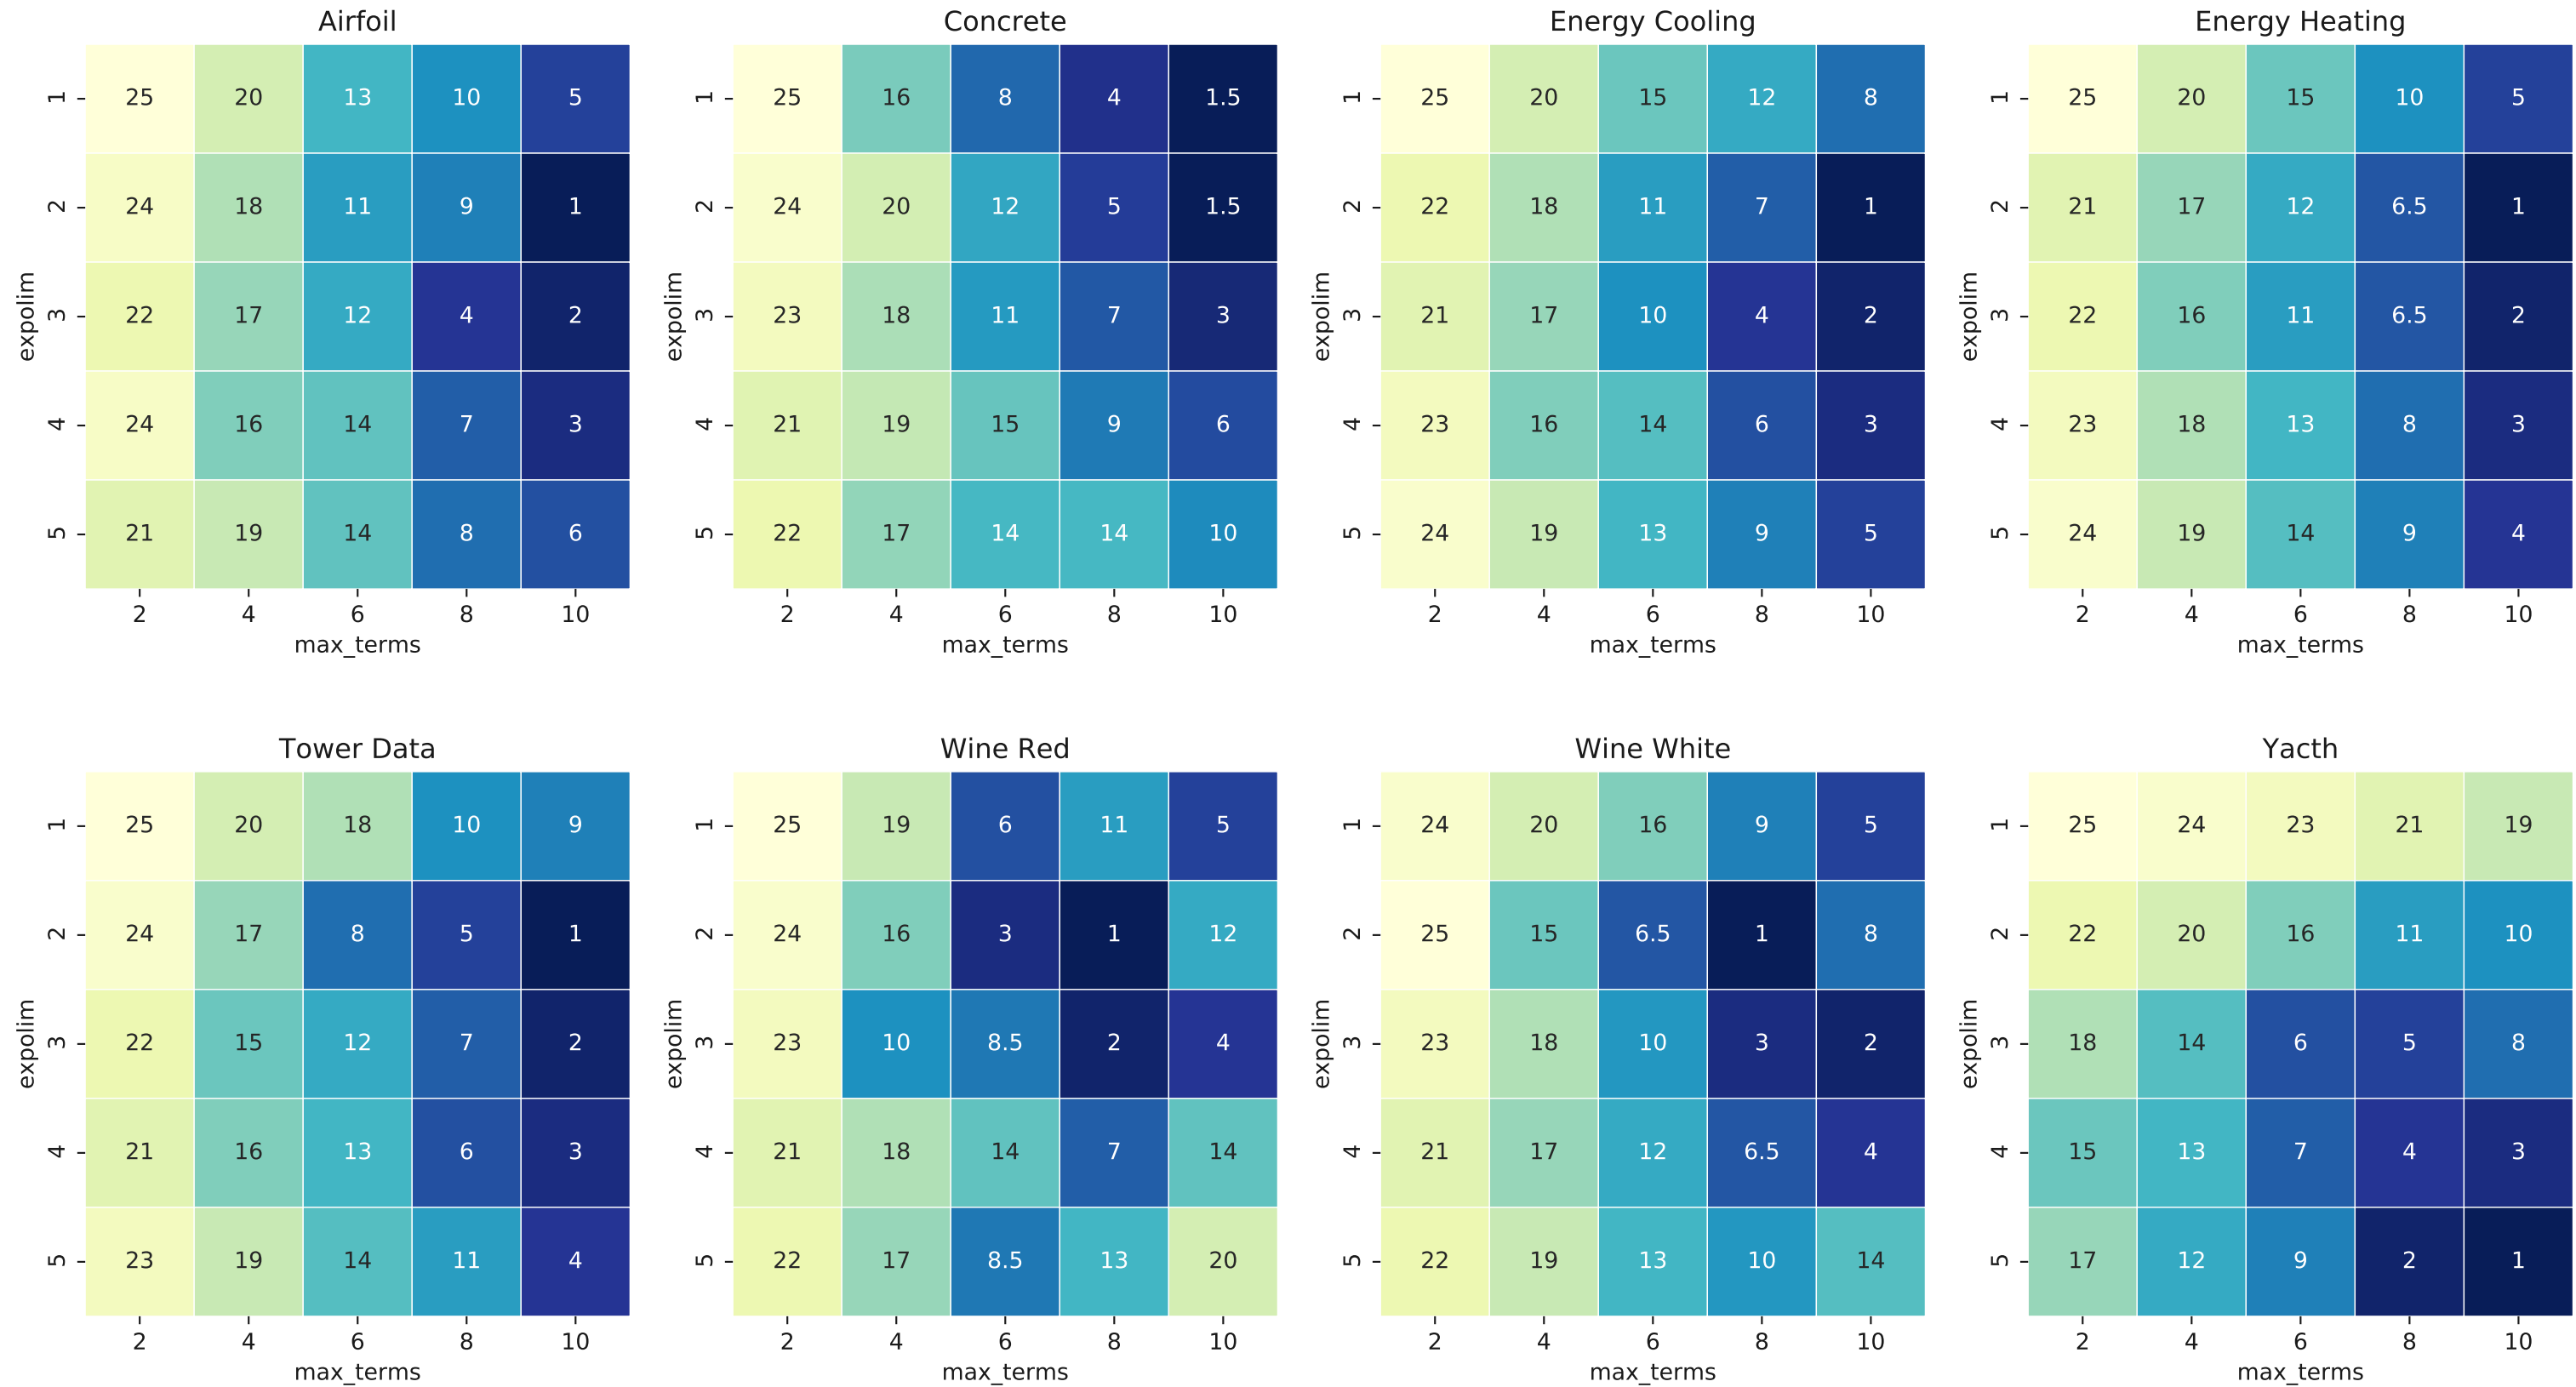 Airfoil Concrete Energy Cooling Energy Heating
1 25 20 13 10 5 1 25 16 8 4 1.5 1 25 20 15 12 8 1 25 20 15 10 5
2 24 18 11 9 1 2 24 20 12 5 1.5 2 22 18 11 7 1 2 21 17 12 6.5 1
expolim expolim expolim expolim
3 22 17 12 4 2 3 23 18 11 7 3 3 21 17 10 4 2 3 22 16 11 6.5 2
4 24 16 14 7 3 4 21 19 15 9 6 4 23 16 14 6 3 4 23 18 13 8 3
5 21 19 14 8 6 5 22 17 14 14 10 5 24 19 13 9 5 5 24 19 14 9 4
2 4 6 8 10 2 4 6 8 10 2 4 6 8 10 2 4 6 8 10
max_terms max_terms max_terms max_terms
Tower Data Wine Red Wine White Yacth
1 25 20 18 10 9 1 25 19 6 11 5 1 24 20 16 9 5 1 25 24 23 21 19
2 24 17 8 5 1 2 24 16 3 1 12 2 25 15 6.5 1 8 2 22 20 16 11 10
expolim expolim expolim expolim
3 22 15 12 7 2 3 23 10 8.5 2 4 3 23 18 10 3 2 3 18 14 6 5 8
4 21 16 13 6 3 4 21 18 14 7 14 4 21 17 12 6.5 4 4 15 13 7 4 3
5 23 19 14 11 4 5 22 17 8.5 13 20 5 22 19 13 10 14 5 17 12 9 2 1
2 4 6 8 10 2 4 6 8 10 2 4 6 8 10 2 4 6 8 10
max_terms max_terms max_terms max_terms